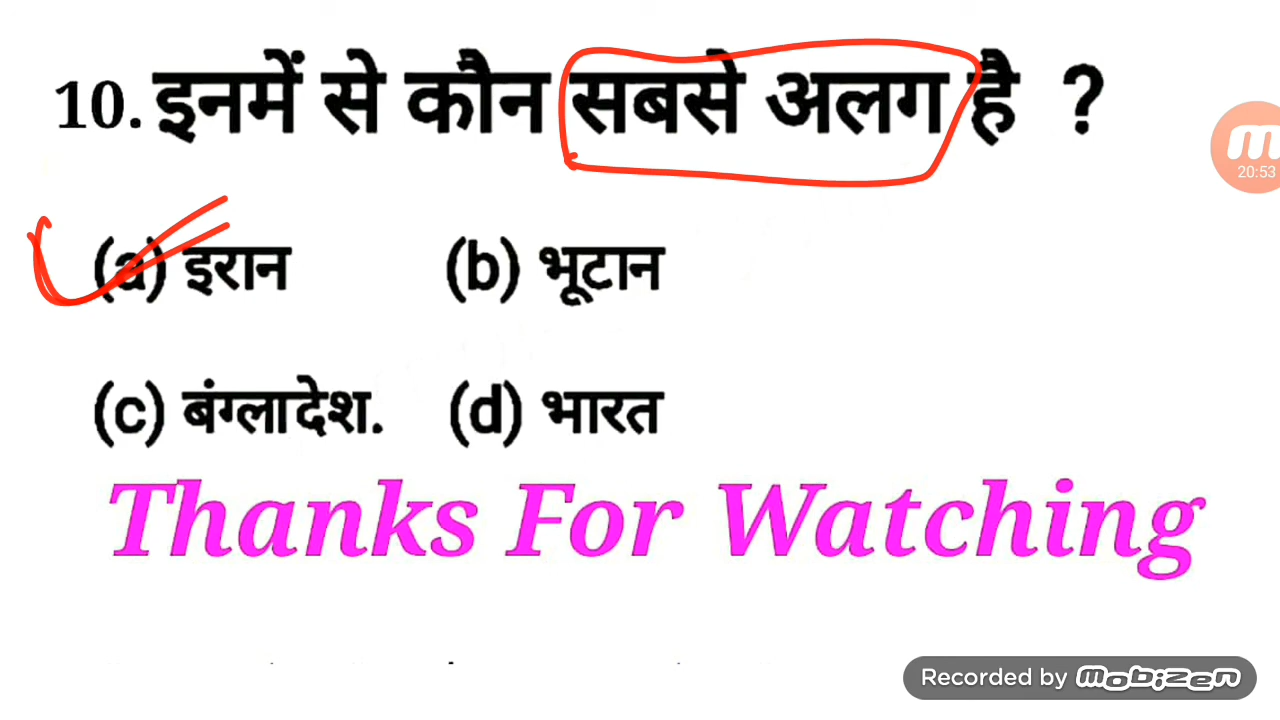 10. इनमें से कौन सबसे अलग है ?
20:53
(a) इरान (b) भूटान
(c) बंग्लादेश. (d) भारत
Thanks For Watching
Recorded by mobizen